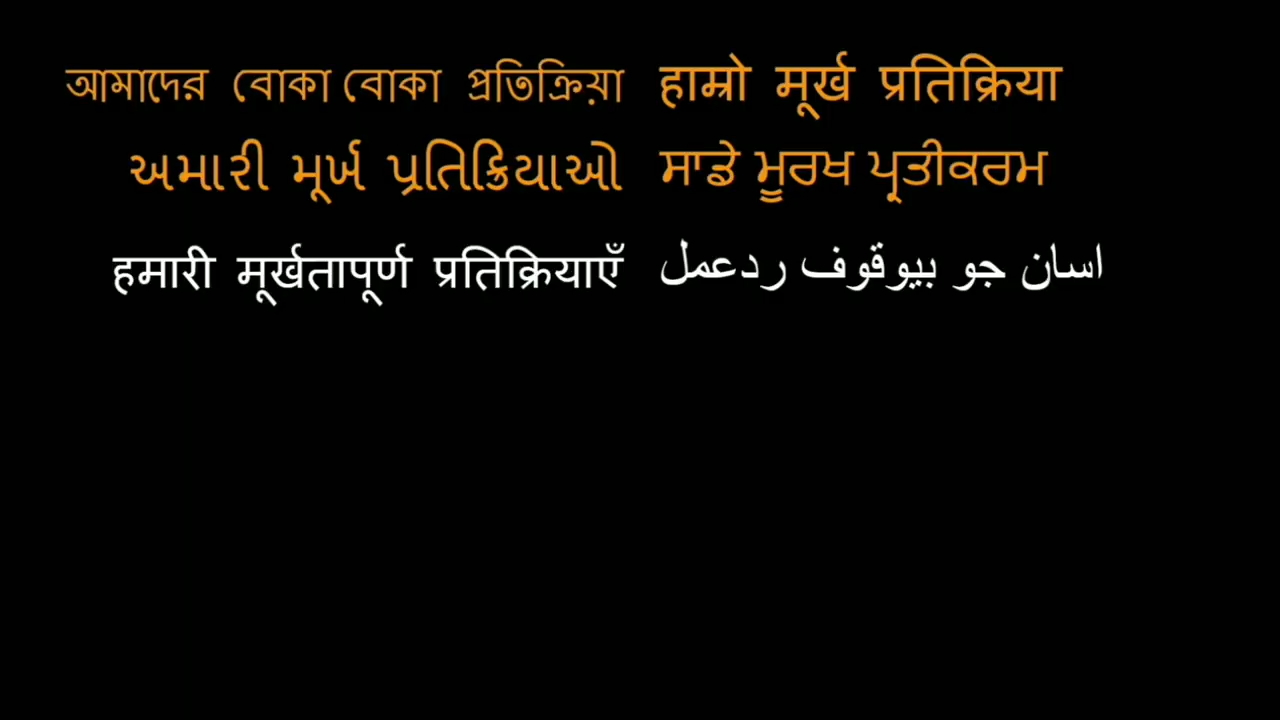 আমাদের বোকা বোকা প্রতিক্রিয়া हाम्रो मूर्ख प्रतिक्रिया
અમારી મૂર્ખ પ્રતિક્રિયાઓ ਸਾਡੇ ਮੂਰਖ ਪ੍ਰਤੀਕਰਮ
हमारी मूर्खतापूर्ण प्रतिक्रियाएँ اسان جو بيوقوف ردعمل